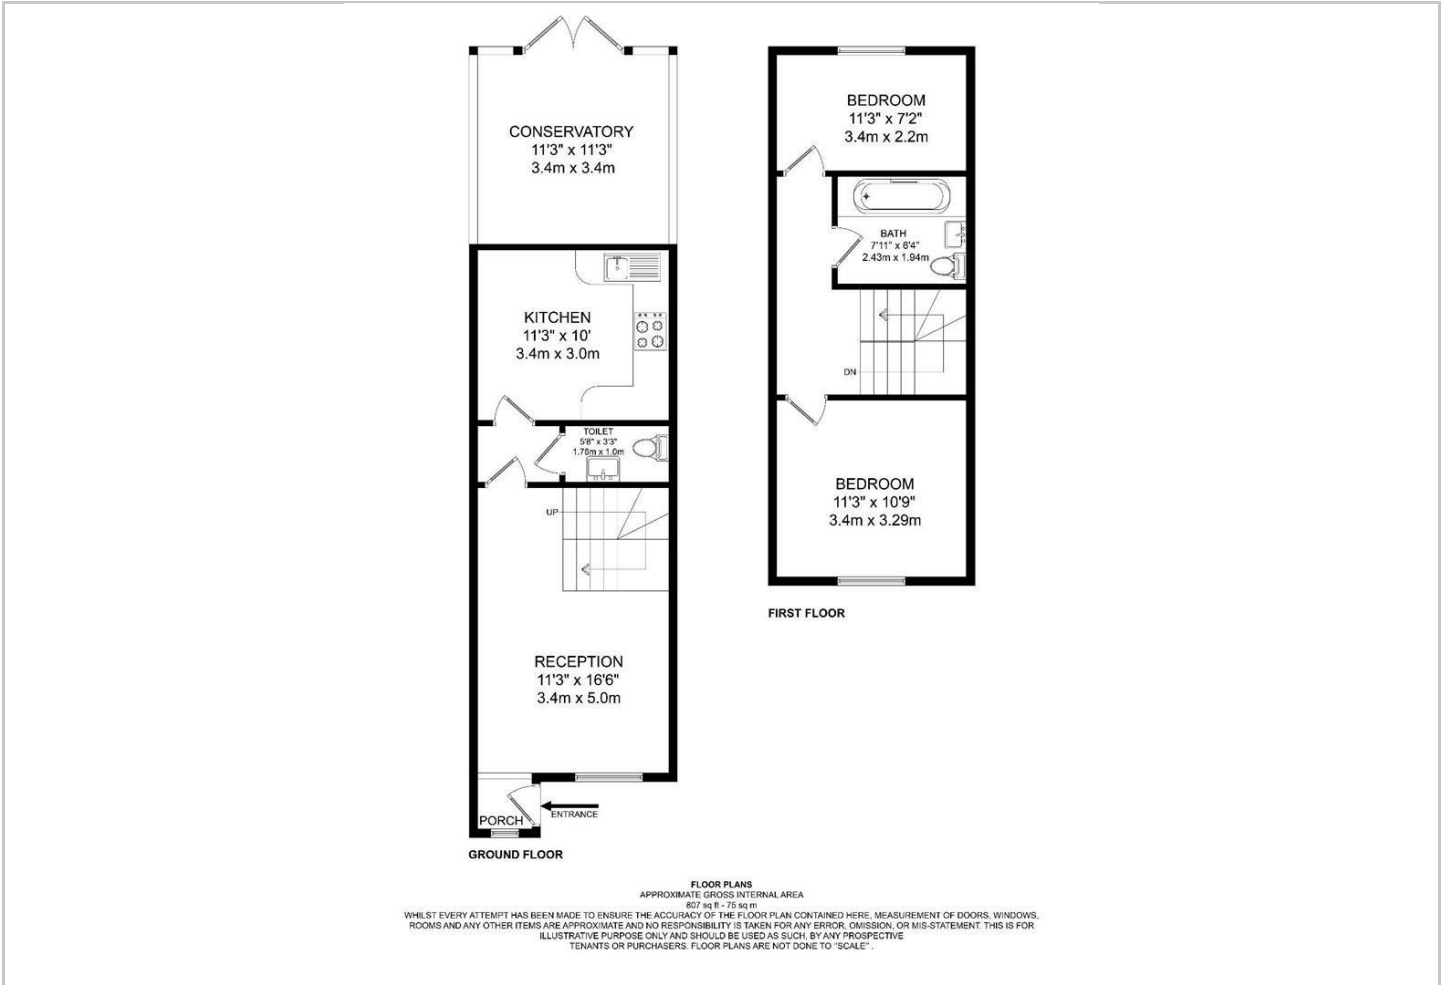 CONSERVATORY
11'3" x 11'3"
3.4m x 3.4m
KITCHEN
11'3" x 10'
3.4m x 3.0m
TOILET
5'8" x 3'3"
1.78m x 1.0m
UP
RECEPTION
11'3" x 16'6"
3.4m x 5.0m
PORCH
ENTRANCE
GROUND FLOOR
BEDROOM
11'3" x 7'2"
3.4m x 2.2m
BATH
7'11" x 6'4"
2.43m x 1.94m
DN
BEDROOM
11'3" x 10'9"
3.4m x 3.29m
FIRST FLOOR
FLOOR PLANS
APPROXIMATE GROSS INTERNAL AREA
807 sq ft - 75 sq m
WHILST EVERY ATTEMPT HAS BEEN MADE TO ENSURE THE ACCURACY OF THE FLOOR PLAN CONTAINED HERE, MEASUREMENT OF DOORS, WINDOWS,
ROOMS AND ANY OTHER ITEMS ARE APPROXIMATE AND NO RESPONSIBILITY IS TAKEN FOR ANY ERROR, OMISSION, OR MIS-STATEMENT. THIS IS FOR
ILLUSTRATIVE PURPOSE ONLY AND SHOULD BE USED AS SUCH, BY ANY PROSPECTIVE
TENANTS OR PURCHASERS. FLOOR PLANS ARE NOT DONE TO "SCALE" .